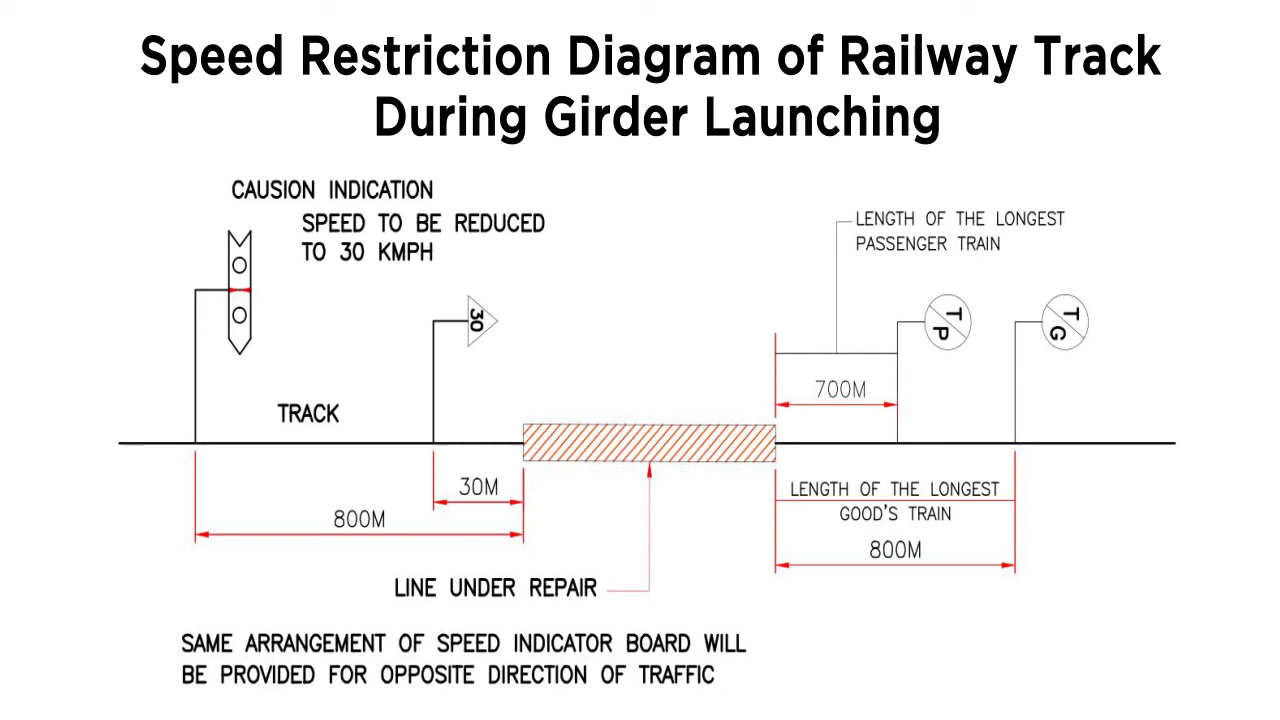 Speed Restriction Diagram of Railway Track
During Girder Launching
CAUSION INDICATION
SPEED TO BE REDUCED
TO 30 KMPH
LENGTH OF THE LONGEST
PASSENGER TRAIN
30
T
P
T
G
700M
TRACK
30M
800M
LENGTH OF THE LONGEST
GOOD'S TRAIN
800M
LINE UNDER REPAIR
SAME ARRANGEMENT OF SPEED INDICATOR BOARD WILL
BE PROVIDED FOR OPPOSITE DIRECTION OF TRAFFIC